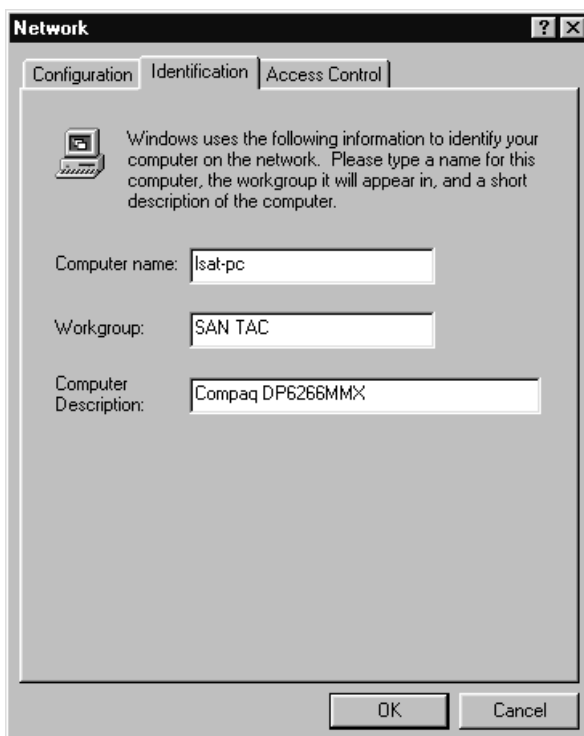 Network
Configuration
Identification
Access Control
Windows uses the following information to identify your
computer on the network. Please type a name for this
computer, the workgroup it will appear in, and a short
description of the computer.
Computer name:
lsat-pc
Workgroup:
SAN TAC
Computer
Description:
Compaq DP6266MMX
OK
Cancel